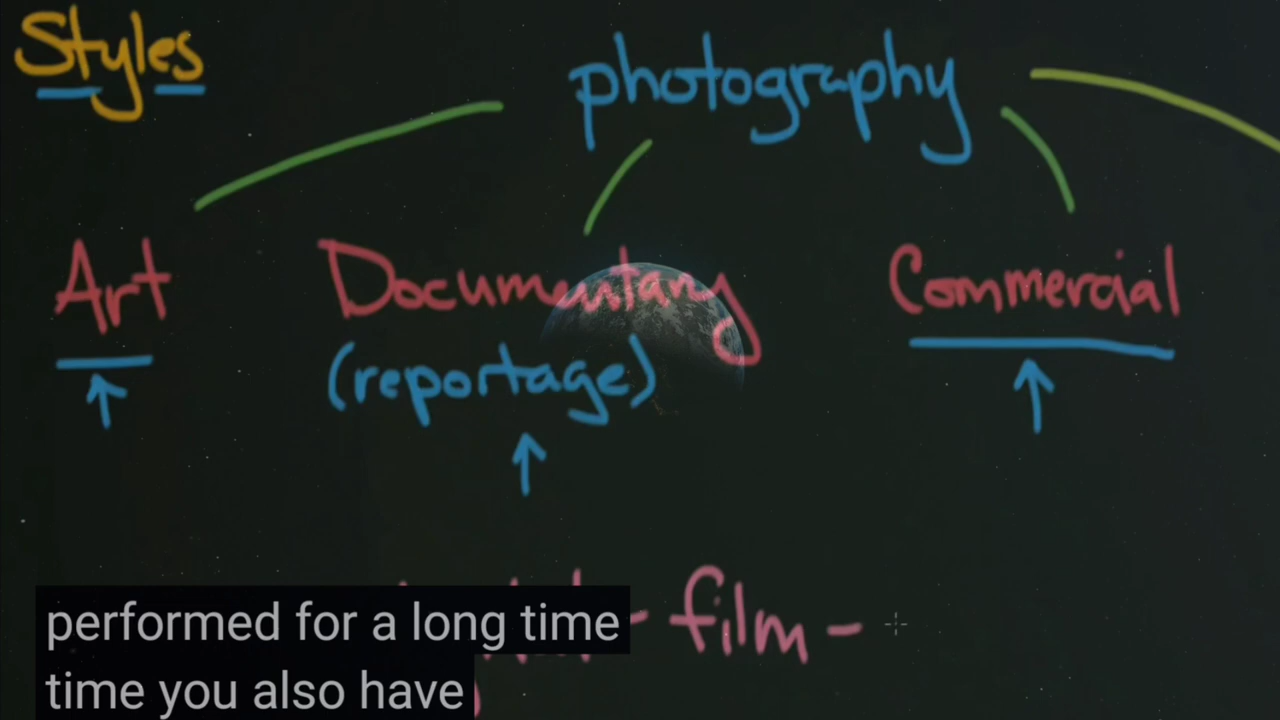 Styles
photography
Art Documentary Commercial
(reportage)
- film -
performed for a long time
time you also have